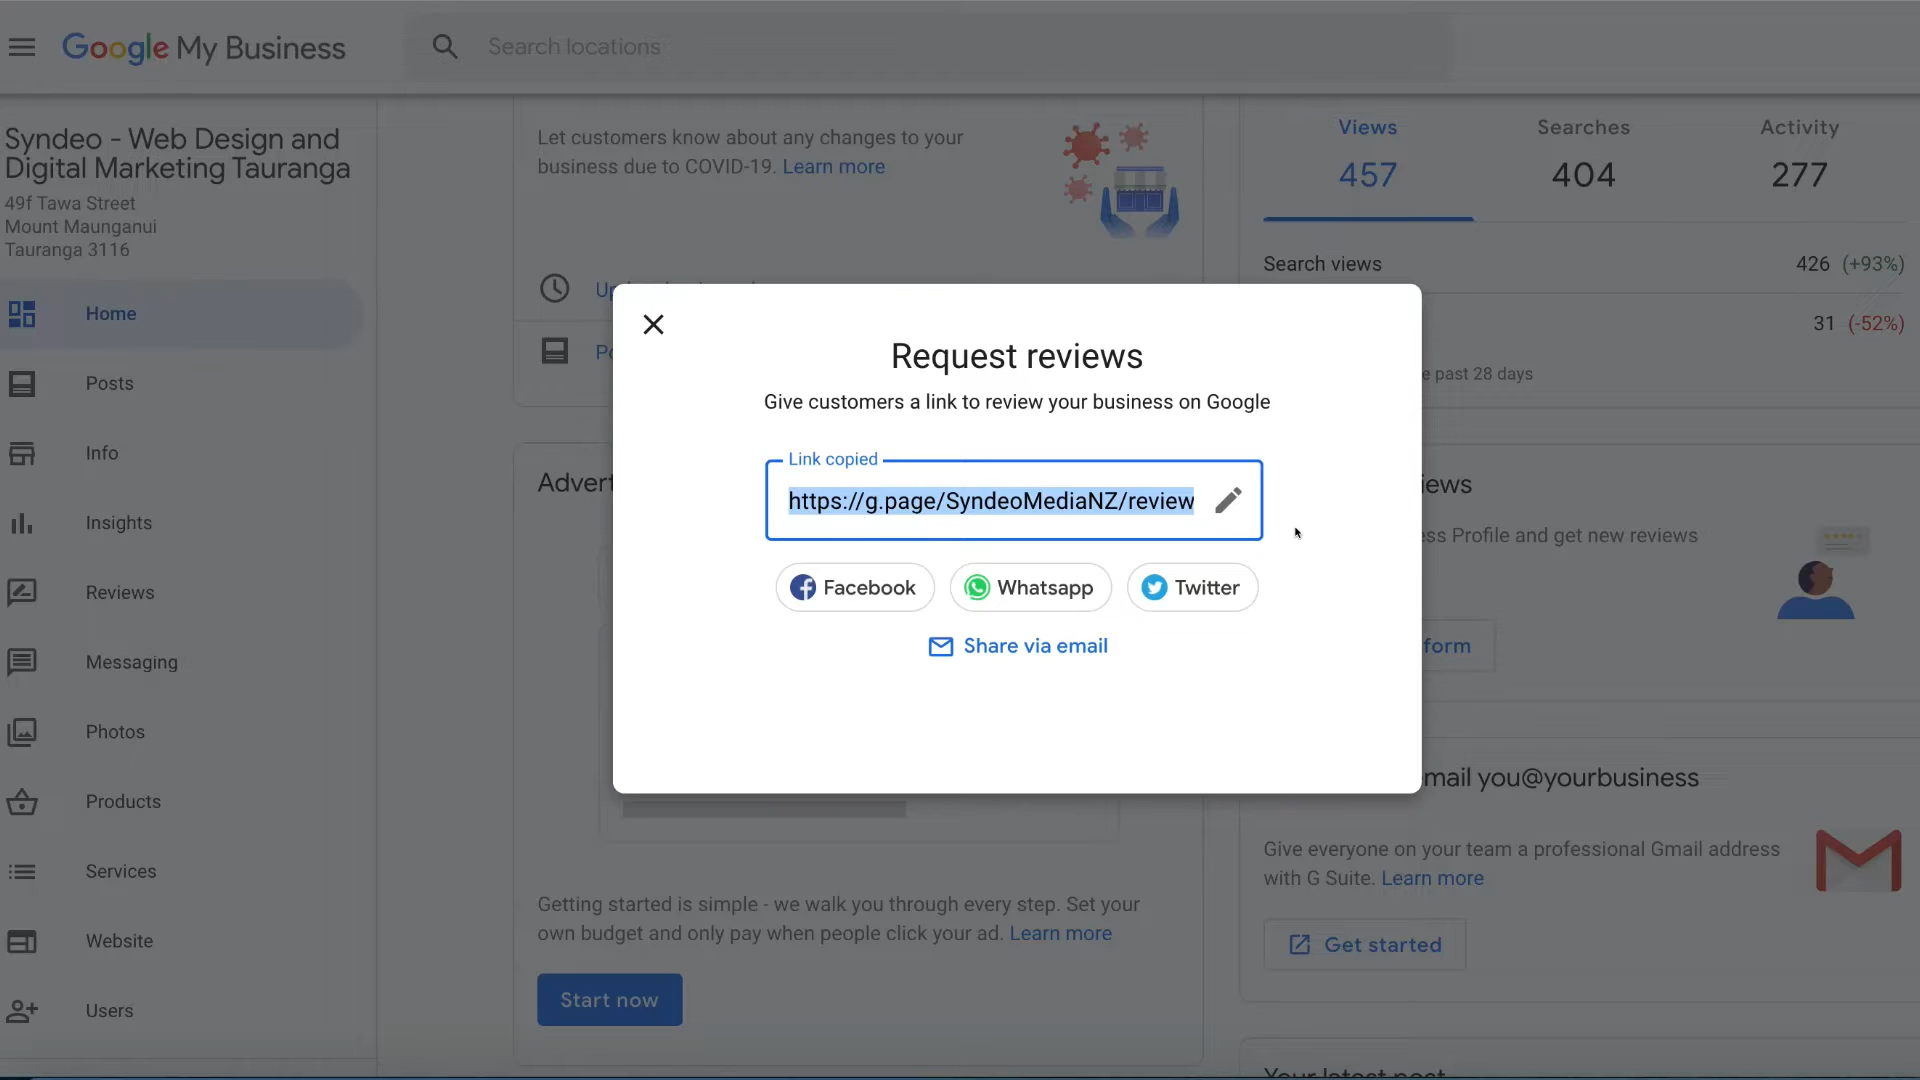 Google My Business
Search locations
Syndeo - Web Design and
Digital Marketing Tauranga
49f Tawa Street
Mount Maunganui
Tauranga 3116
Home
Posts
Info
Insights
Reviews
Messaging
Photos
Products
Services
Website
Users
Let customers know about any changes to your
business due to COVID-19. Learn more
Views
457
Searches
404
Activity
277
Search views
426 (+93%)
31 (-52%)
past 28 days
Request reviews
Give customers a link to review your business on Google
Link copied
https://g.page/SyndeoMediaNZ/review
Facebook
Whatsapp
Twitter
Share via email
Profile and get new reviews
form
Getting started is simple - we walk you through every step. Set your
own budget and only pay when people click your ad. Learn more
Start now
you@yourbusiness
Give everyone on your team a professional Gmail address
with G Suite. Learn more
Get started
Your latest post